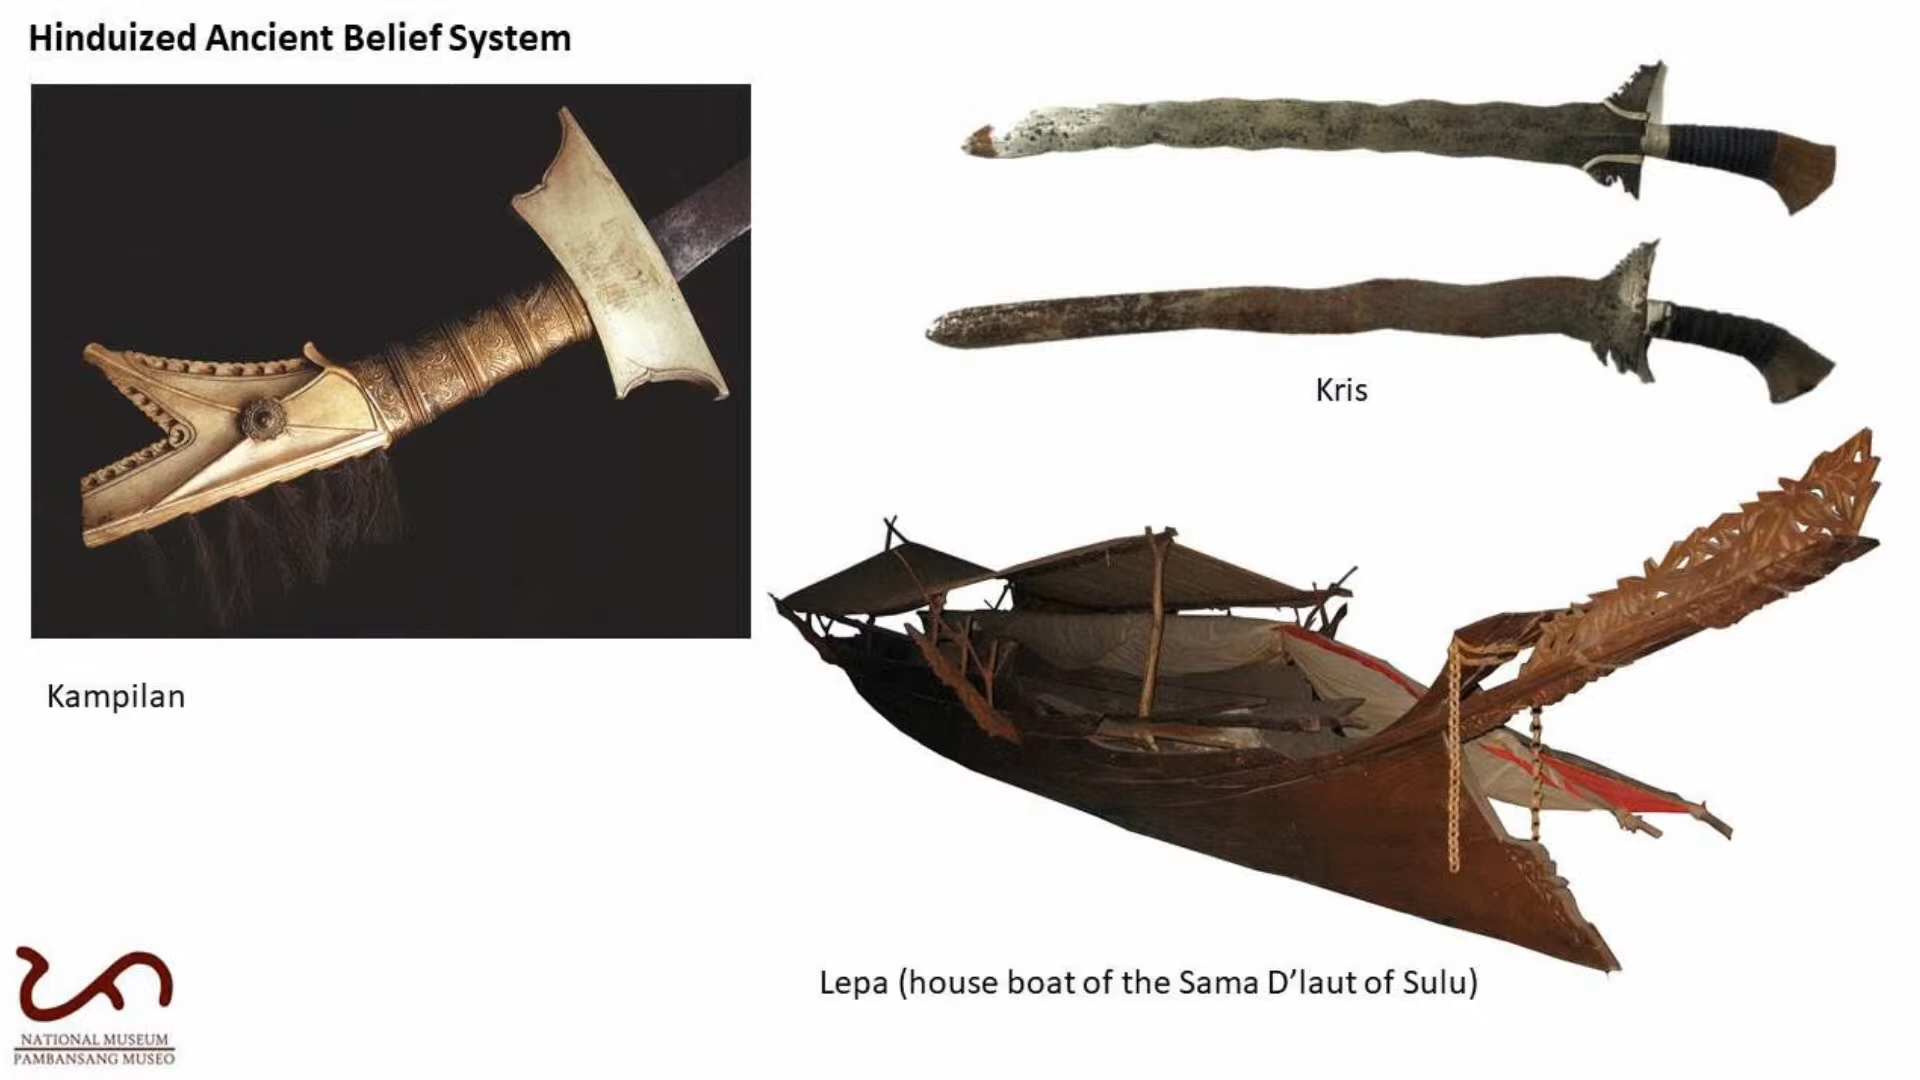 Hinduized Ancient Belief System
Kris
Kampilan
Lepa (house boat of the Sama D’laut of Sulu)
NATIONAL MUSEUM
PAMBANSANG MUSEO